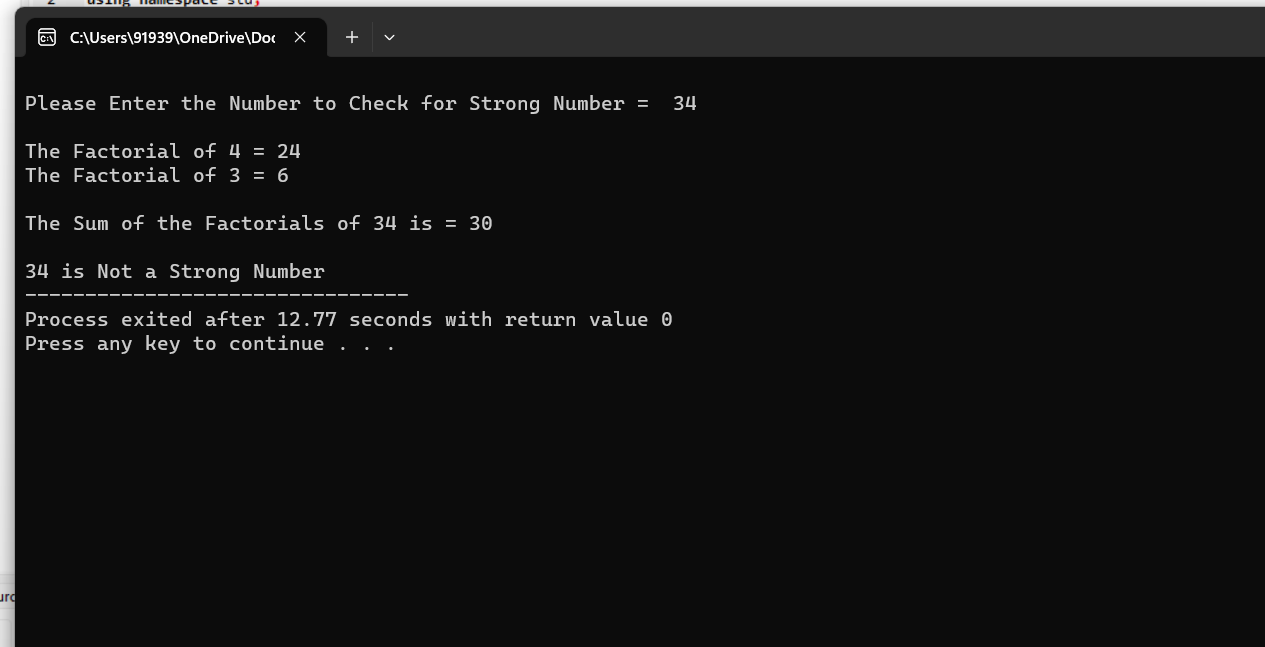 2 using namespace std;
C:\Users\91939\OneDrive\Doc
Please Enter the Number to Check for Strong Number =  34
The Factorial of 4 = 24
The Factorial of 3 = 6
The Sum of the Factorials of 34 is = 30
34 is Not a Strong Number
--------------------------------
Process exited after 12.77 seconds with return value 0
Press any key to continue . . .